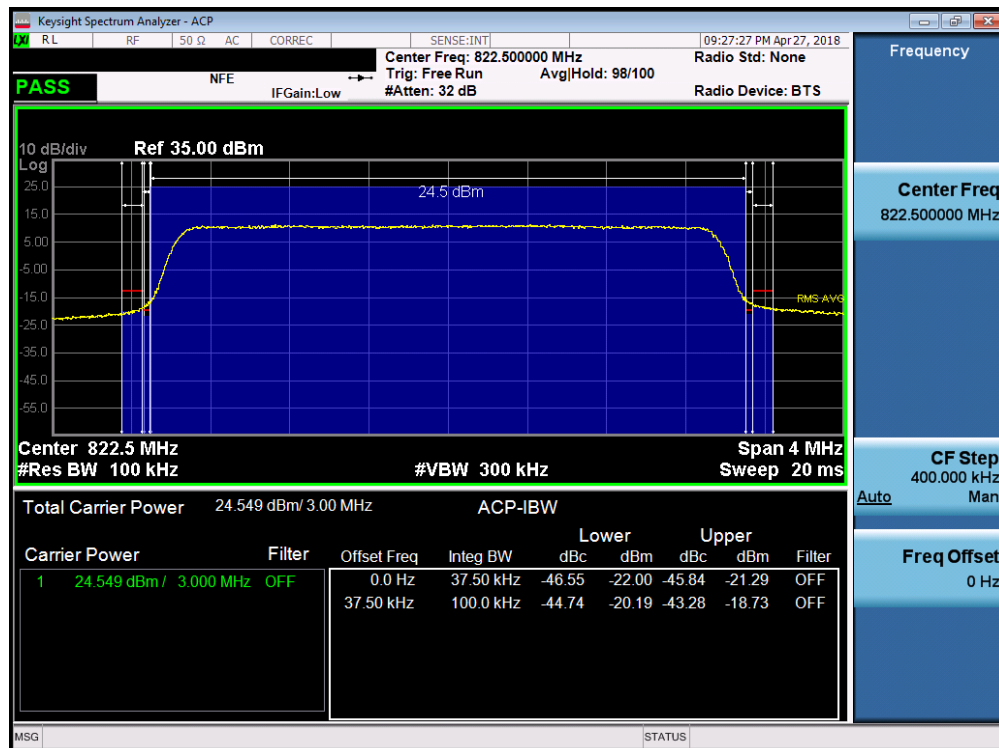 Keysight Spectrum Analyzer - ACP
LXI RL RF 50 Ω AC CORREC SENSE:INT 09:27:27 PM Apr 27, 2018
Center Freq: 822.500000 MHz Radio Std: None
NFE Trig: Free Run Avg|Hold: 98/100
PASS IFGain:Low #Atten: 32 dB Radio Device: BTS
10 dB/div Ref 35.00 dBm
Log
25.0
24.5 dBm
15.0
5.00
-5.00
-15.0
RMS AVG
-25.0
-35.0
-45.0
-55.0
Center 822.5 MHz Span 4 MHz
#Res BW 100 kHz #VBW 300 kHz Sweep 20 ms
Total Carrier Power 24.549 dBm/ 3.00 MHz ACP-IBW
Lower Upper
Carrier Power Filter Offset Freq Integ BW dBc dBm dBc dBm Filter
1 24.549 dBm / 3.000 MHz OFF 0.0 Hz 37.50 kHz -46.55 -22.00 -45.84 -21.29 OFF
37.50 kHz 100.0 kHz -44.74 -20.19 -43.28 -18.73 OFF
MSG STATUS
Frequency
Center Freq
822.500000 MHz
CF Step
400.000 kHz
Auto Man
Freq Offset
0 Hz